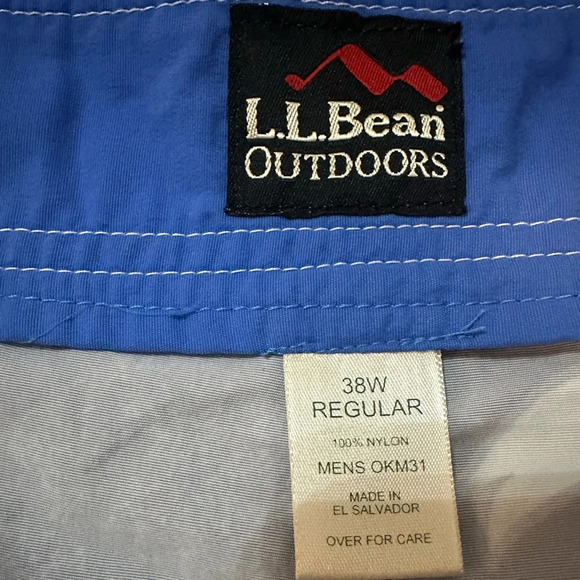 L.L.Bean
OUTDOORS
38W
REGULAR
100% NYLON
MENS OKM31
MADE IN
EL SALVADOR
OVER FOR CARE